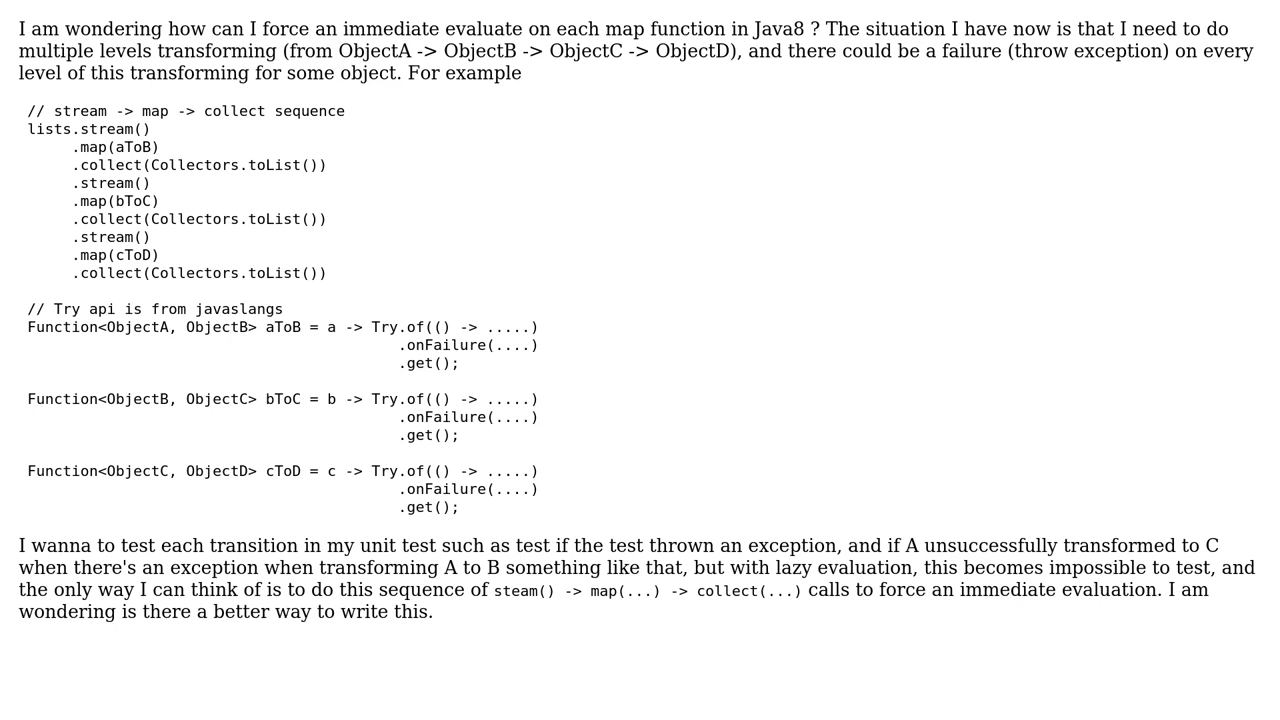 I am wondering how can I force an immediate evaluate on each map function in Java8 ? The situation I have now is that I need to do
multiple levels transforming (from ObjectA -> ObjectB -> ObjectC -> ObjectD), and there could be a failure (throw exception) on every
level of this transforming for some object. For example
// stream -> map -> collect sequence
lists.stream()
     .map(aToB)
     .collect(Collectors.toList())
     .stream()
     .map(bToC)
     .collect(Collectors.toList())
     .stream()
     .map(cToD)
     .collect(Collectors.toList())
// Try api is from javaslangs
Function<ObjectA, ObjectB> aToB = a -> Try.of(() -> .....)
                                          .onFailure(....)
                                          .get();
Function<ObjectB, ObjectC> bToC = b -> Try.of(() -> .....)
                                          .onFailure(....)
                                          .get();
Function<ObjectC, ObjectD> cToD = c -> Try.of(() -> .....)
                                          .onFailure(....)
                                          .get();
I wanna to test each transition in my unit test such as test if the test thrown an exception, and if A unsuccessfully transformed to C
when there's an exception when transforming A to B something like that, but with lazy evaluation, this becomes impossible to test, and
the only way I can think of is to do this sequence of steam() -> map(...) -> collect(...) calls to force an immediate evaluation. I am
wondering is there a better way to write this.